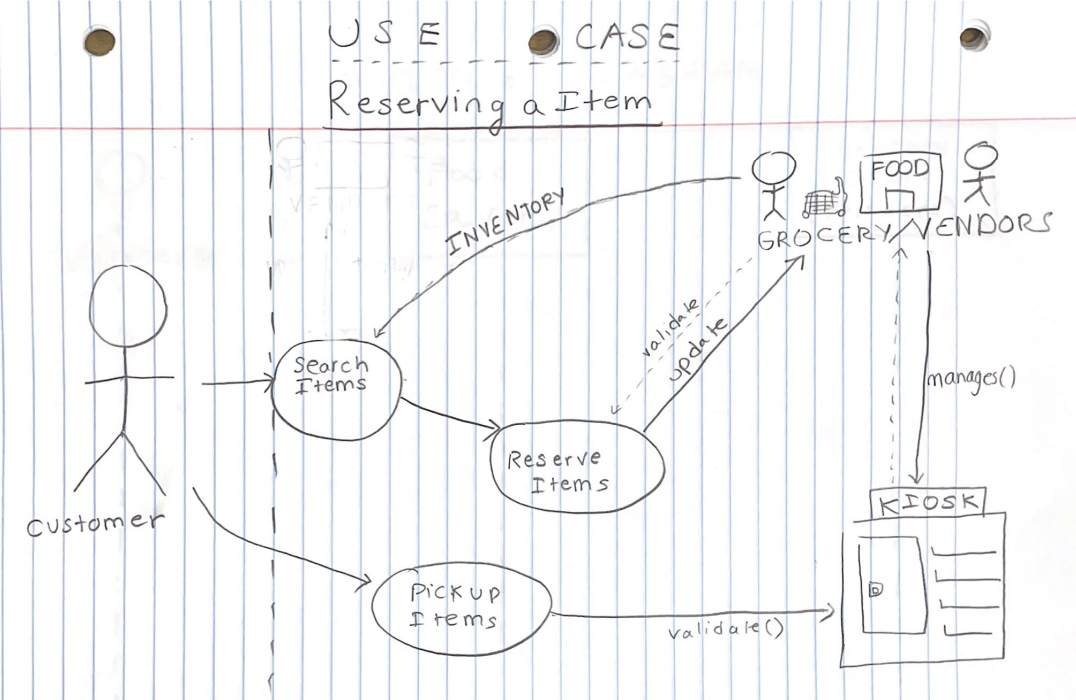 USE CASE
Reserving a Item
FOOD
GROCERY/VENDORS
INVENTORY
validate
update
Search
Items
manages()
Reserve
Items
KIOSK
Customer
Pickup
Items
validate()